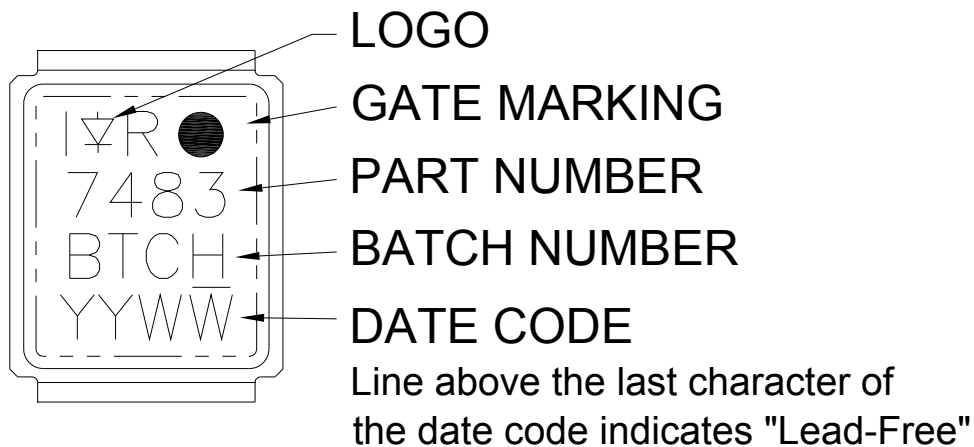 LOGO
I R
GATE MARKING
7483
PART NUMBER
BTCH
BATCH NUMBER
YYWW̅
DATE CODE
Line above the last character of
the date code indicates "Lead-Free"